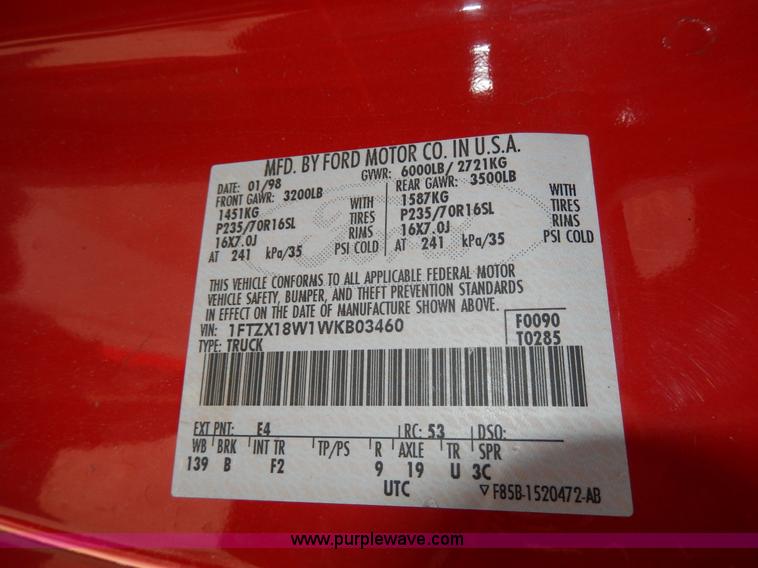 MFD. BY FORD MOTOR CO. IN U.S.A.
DATE: 01/98 GVWR: 6000LB/ 2721KG
FRONT GAWR: 3200LB REAR GAWR: 3500LB
1451KG WITH 1587KG WITH
P235/70R16SL TIRES P235/70R16SL TIRES
16X7.0J RIMS 16X7.0J RIMS
AT 241 kPa/35 PSI COLD AT 241 kPa/35 PSI COLD
THIS VEHICLE CONFORMS TO ALL APPLICABLE FEDERAL MOTOR
VEHICLE SAFETY, BUMPER, AND THEFT PREVENTION STANDARDS
IN EFFECT ON THE DATE OF MANUFACTURE SHOWN ABOVE.
VIN: 1FTZX18W1WKB03460 F0090
TYPE: TRUCK T0285
EXT PNT: E4 RC: 53 DSO:
WB BRK INT TR TP/PS R AXLE TR SPR
139 B F2 9 19 U 3C
UTC ▽ F85B-1520472-AB
www.purplewave.com